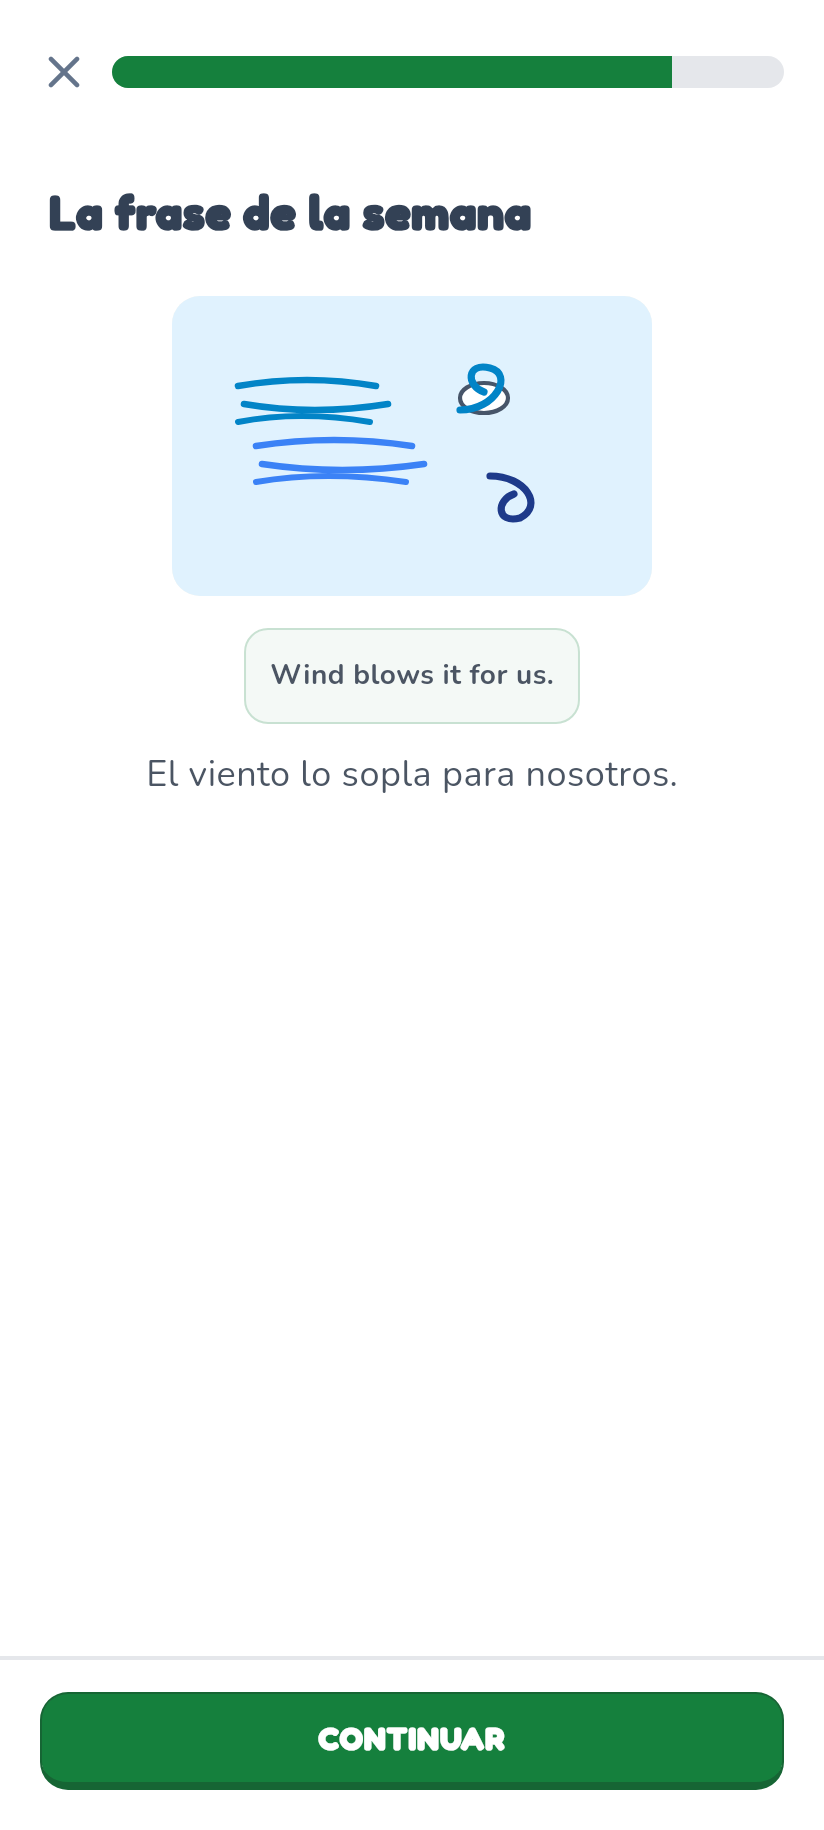 La frase de la semana
Wind blows it for us.
El viento lo sopla para nosotros.
CONTINUAR